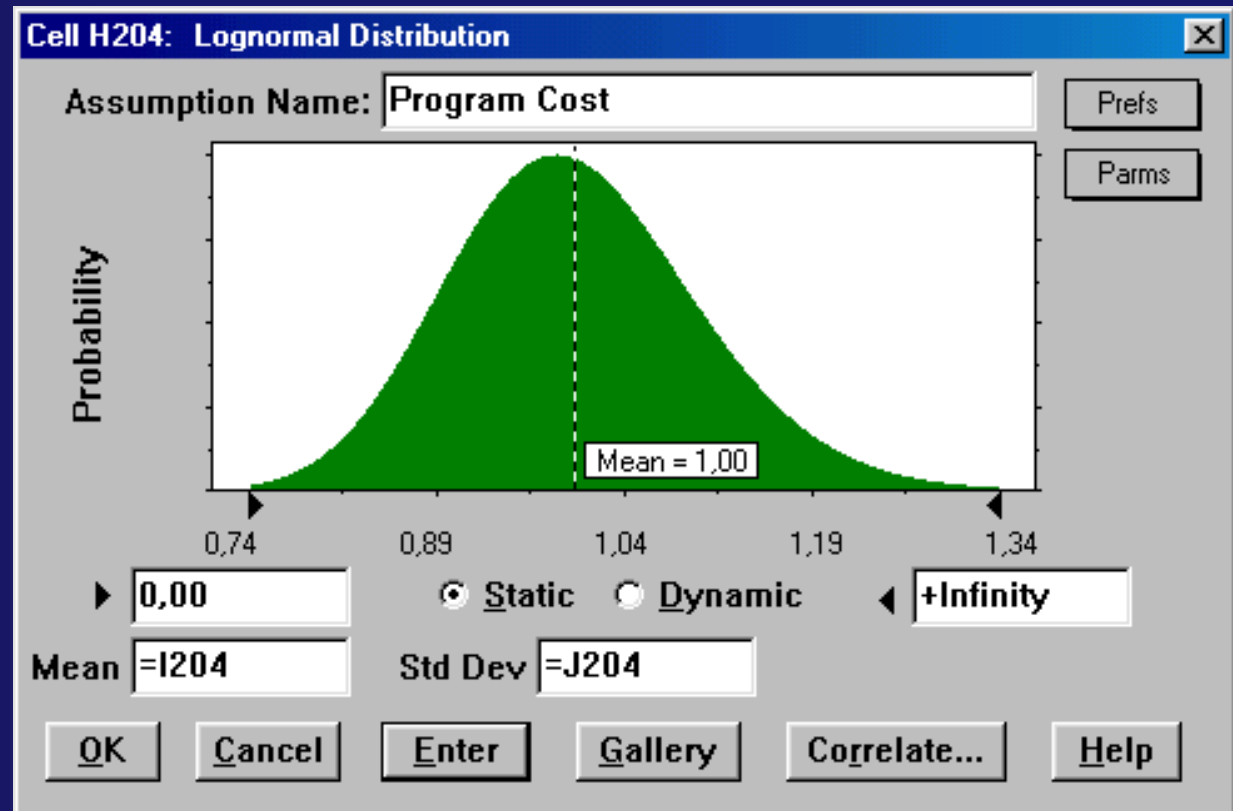 Cell H204: Lognormal Distribution
Assumption Name: Program Cost
Prefs
Parms
Probability
Mean = 1,00
0,74 0,89 1,04 1,19 1,34
0,00 Static Dynamic +Infinity
Mean =I204 Std Dev =J204
OK Cancel Enter Gallery Correlate... Help